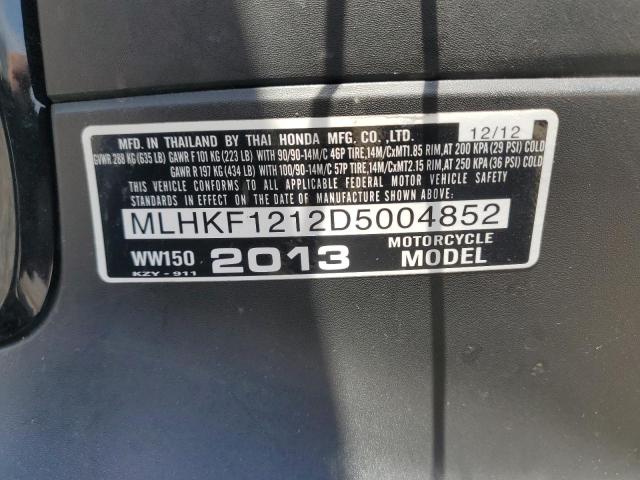 MFD. IN THAILAND BY THAI HONDA MFG. CO.,LTD. 12/12
GVWR 288 KG (635 LB) GAWR F 101 KG (223 LB) WITH 90/90-14M/C 46P TIRE,14M/CxMT1.85 RIM,AT 200 KPA (29 PSI) COLD
GAWR R 197 KG (434 LB) WITH 100/90-14M/C 57P TIRE,14M/CxMT2.15 RIM,AT 250 KPA (36 PSI) COLD
THIS VEHICLE CONFORMS TO ALL APPLICABLE FEDERAL MOTOR VEHICLE SAFETY
STANDARDS IN EFFECT ON THE DATE OF MANUFACTURE SHOWN ABOVE.
MLHKF1212D5004852
WW150 2013 MOTORCYCLE
KZY-911 MODEL